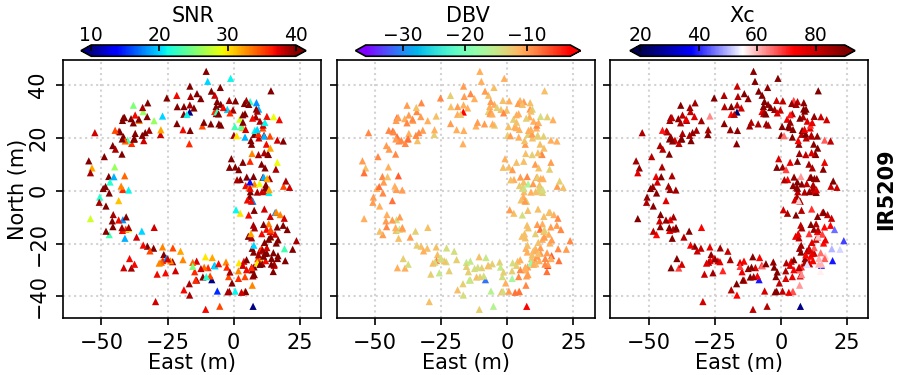 SNR DBV Xc
10 20 30 40 −30 −20 −10 20 40 60 80
40
20
0
−20
−40
North (m)
IR5209
−50 −25 0 25 −50 −25 0 25 −50 −25 0 25
East (m) East (m) East (m)